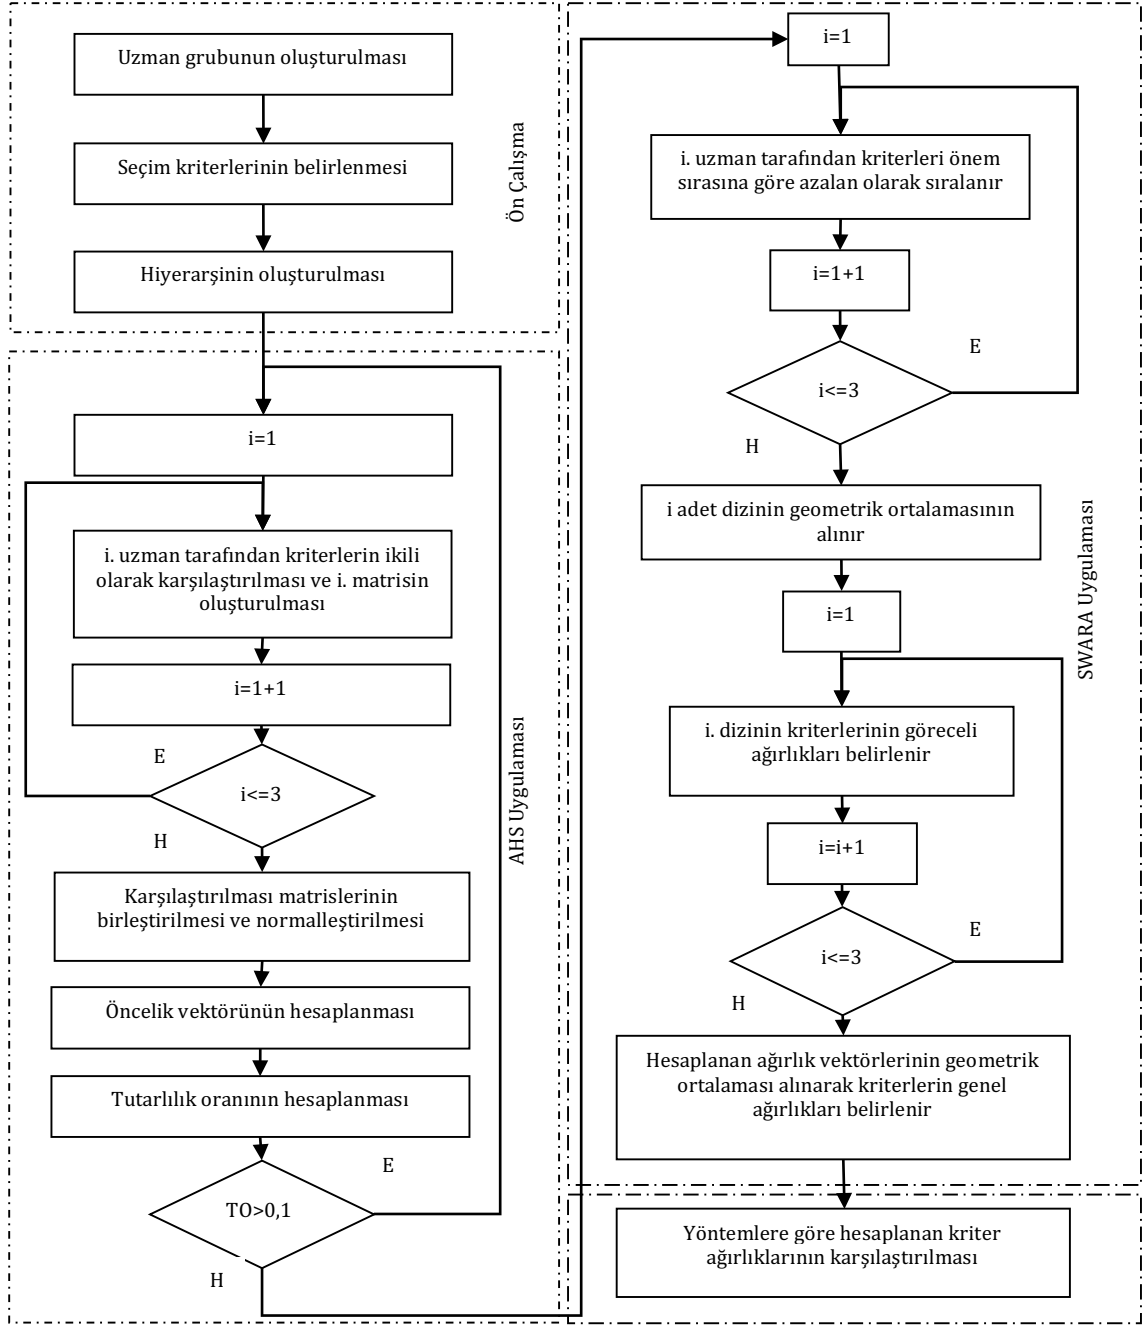 Uzman grubunun oluşturulması
Seçim kriterlerinin belirlenmesi
Hiyerarşinin oluşturulması
Ön Çalışma
i=1
i. uzman tarafından kriterlerin ikili
olarak karşılaştırılması ve i. matrisin
oluşturulması
i=1+1
E
i<=3
H
Karşılaştırılması matrislerinin
birleştirilmesi ve normalleştirilmesi
Öncelik vektörünün hesaplanması
Tutarlılık oranının hesaplanması
E
TO>0,1
H
AHS Uygulaması
i=1
i. uzman tarafından kriterleri önem
sırasına göre azalan olarak sıralanır
i=1+1
E
i<=3
H
i adet dizinin geometrik ortalamasının
alınır
i=1
i. dizinin kriterlerinin göreceli
ağırlıkları belirlenir
i=i+1
E
i<=3
H
Hesaplanan ağırlık vektörlerinin geometrik
ortalaması alınarak kriterlerin genel
ağırlıkları belirlenir
SWARA Uygulaması
Yöntemlere göre hesaplanan kriter
ağırlıklarının karşılaştırılması